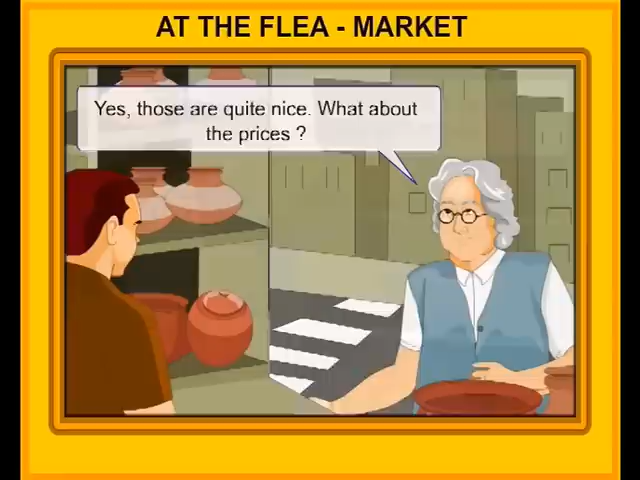 AT THE FLEA - MARKET
Yes, those are quite nice. What about
the prices ?